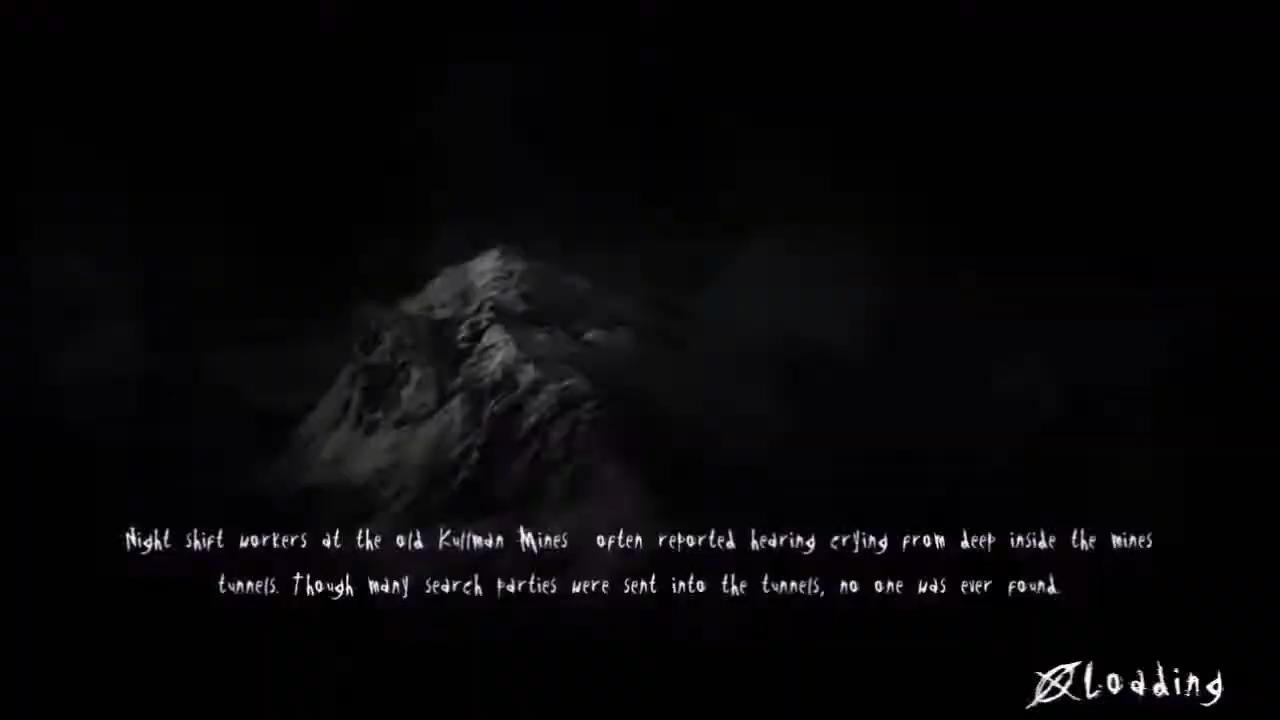 Night shift workers at the old Kullman Mines often reported hearing crying from deep inside the mines
tunnels. Though many search parties were sent into the tunnels, no one was ever found.
Loading